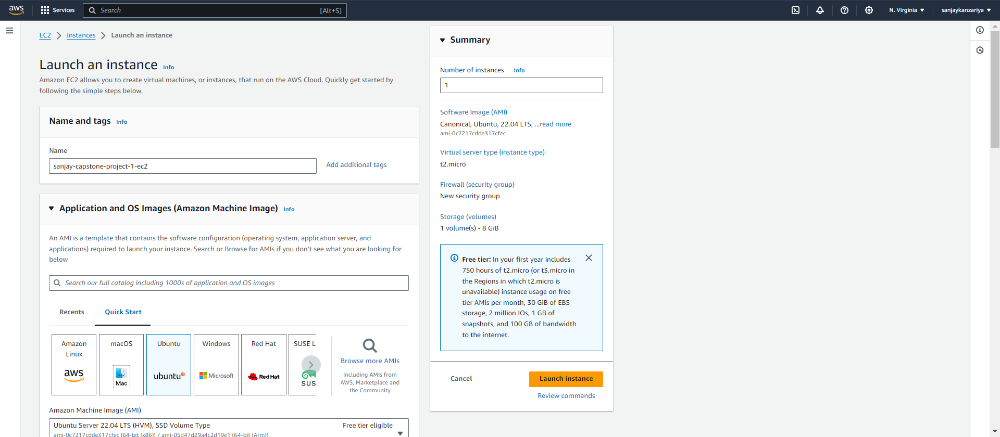 aws
Services
Search
[Alt+S]
N. Virginia
sanjaykanzariya
EC2
Instances
Launch an instance
Launch an instance
Info
Amazon EC2 allows you to create virtual machines, or instances, that run on the AWS Cloud. Quickly get started by
following the simple steps below.
Name and tags
Info
Name
sanjay-capstone-project-1-ec2
Add additional tags
Application and OS Images (Amazon Machine Image)
Info
An AMI is a template that contains the software configuration (operating system, application server, and
applications) required to launch your instance. Search or Browse for AMIs if you don’t see what you are looking for
below
Search our full catalog including 1000s of application and OS images
Recents
Quick Start
Amazon
Linux
aws
macOS
Mac
Ubuntu
ubuntu
Windows
Microsoft
Red Hat
Red Hat
SUSE L
SUS
Browse more AMIs
Including AMIs from
AWS, Marketplace and
the Community
Amazon Machine Image (AMI)
Ubuntu Server 22.04 LTS (HVM), SSD Volume Type
Free tier eligible
ami-0c7217cdde317cfec (64-bit (x86)) / ami-05d47d29a4c2d19e1 (64-bit (Arm))
Summary
Number of instances
Info
1
Software Image (AMI)
Canonical, Ubuntu, 22.04 LTS, ...read more
ami-0c7217cdde317cfec
Virtual server type (instance type)
t2.micro
Firewall (security group)
New security group
Storage (volumes)
1 volume(s) - 8 GiB
Free tier: In your first year includes
750 hours of t2.micro (or t3.micro in
the Regions in which t2.micro is
unavailable) instance usage on free
tier AMIs per month, 30 GiB of EBS
storage, 2 million IOs, 1 GB of
snapshots, and 100 GB of bandwidth
to the internet.
Cancel
Launch instance
Review commands